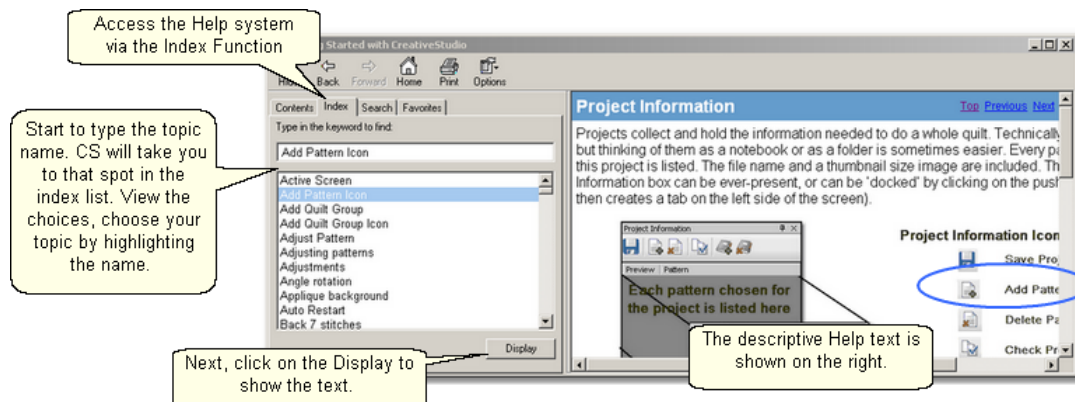 Access the Help system
via the Index Function
Started with CreativeStudio
Back
Forward
Home
Print
Options
Contents
Index
Search
Favorites
Type in the keyword to find:
Add Pattern Icon
Active Screen
Add Pattern Icon
Add Quilt Group
Add Quilt Group Icon
Adjust Pattern
Adjusting patterns
Adjustments
Angle rotation
Applique background
Auto Restart
Back 7 stitches
Display
Start to type the topic
name. CS will take you
to that spot in the
index list. View the
choices, choose your
topic by highlighting
the name.
Next, click on the Display to
show the text.
Project Information
Top Previous Next
Projects collect and hold the information needed to do a whole quilt. Technically
but thinking of them as a notebook or as a folder is sometimes easier. Every pa
this project is listed. The file name and a thumbnail size image are included. Th
Information box can be ever-present, or can be 'docked' by clicking on the push
then creates a tab on the left side of the screen).
Project Information
Preview
Pattern
Each pattern chosen for
the project is listed here
Project Information Icon
Save Proj
Add Patte
Delete Pa
Check Pr
The descriptive Help text is
shown on the right.